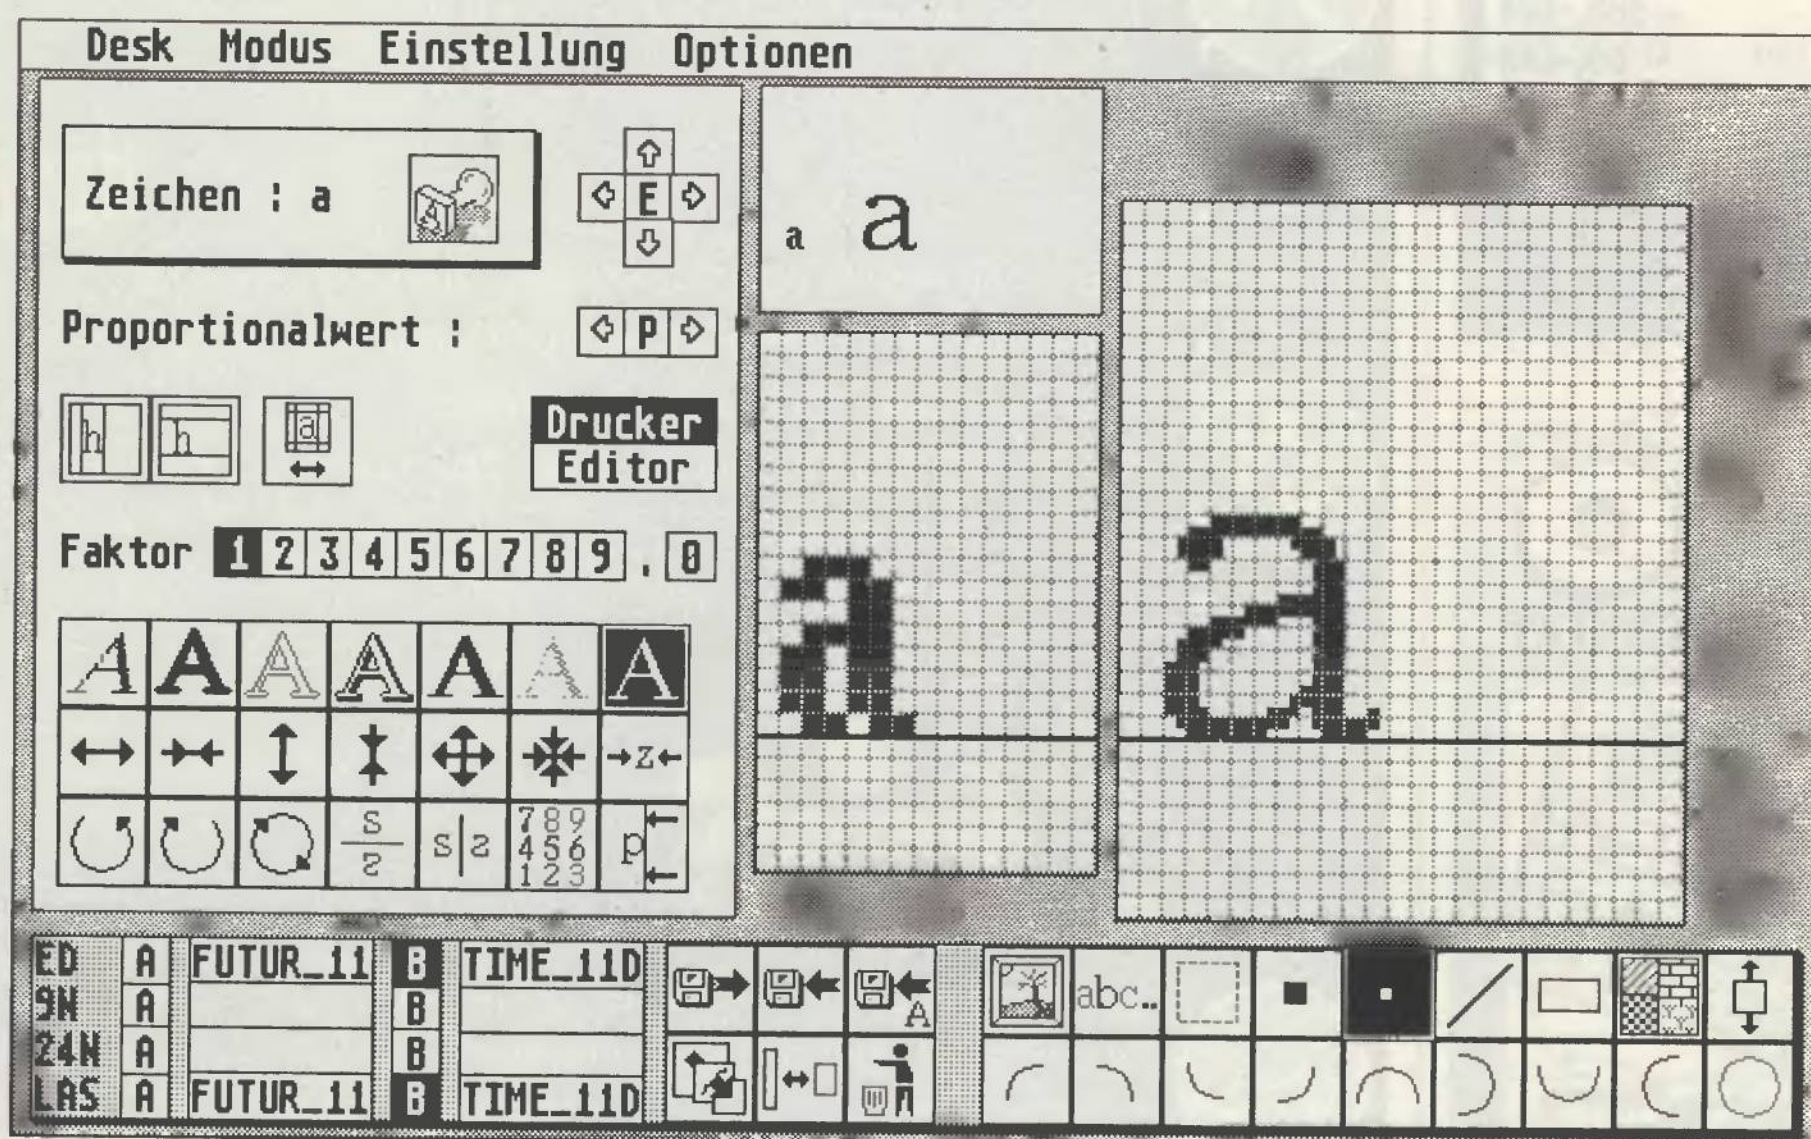 Desk Modus Einstellung Optionen
Zeichen : a
E
a a
Proportionalwert :
P
h h a
Drucker
Editor
Faktor 1 2 3 4 5 6 7 8 9 . 0
A A A A A A A
z
S
S
S S
7 8 9
4 5 6
1 2 3
p
ED A FUTUR_11 B TIME_11D
9N A B
24N A B
LAS A FUTUR_11 B TIME_11D
A
abc..